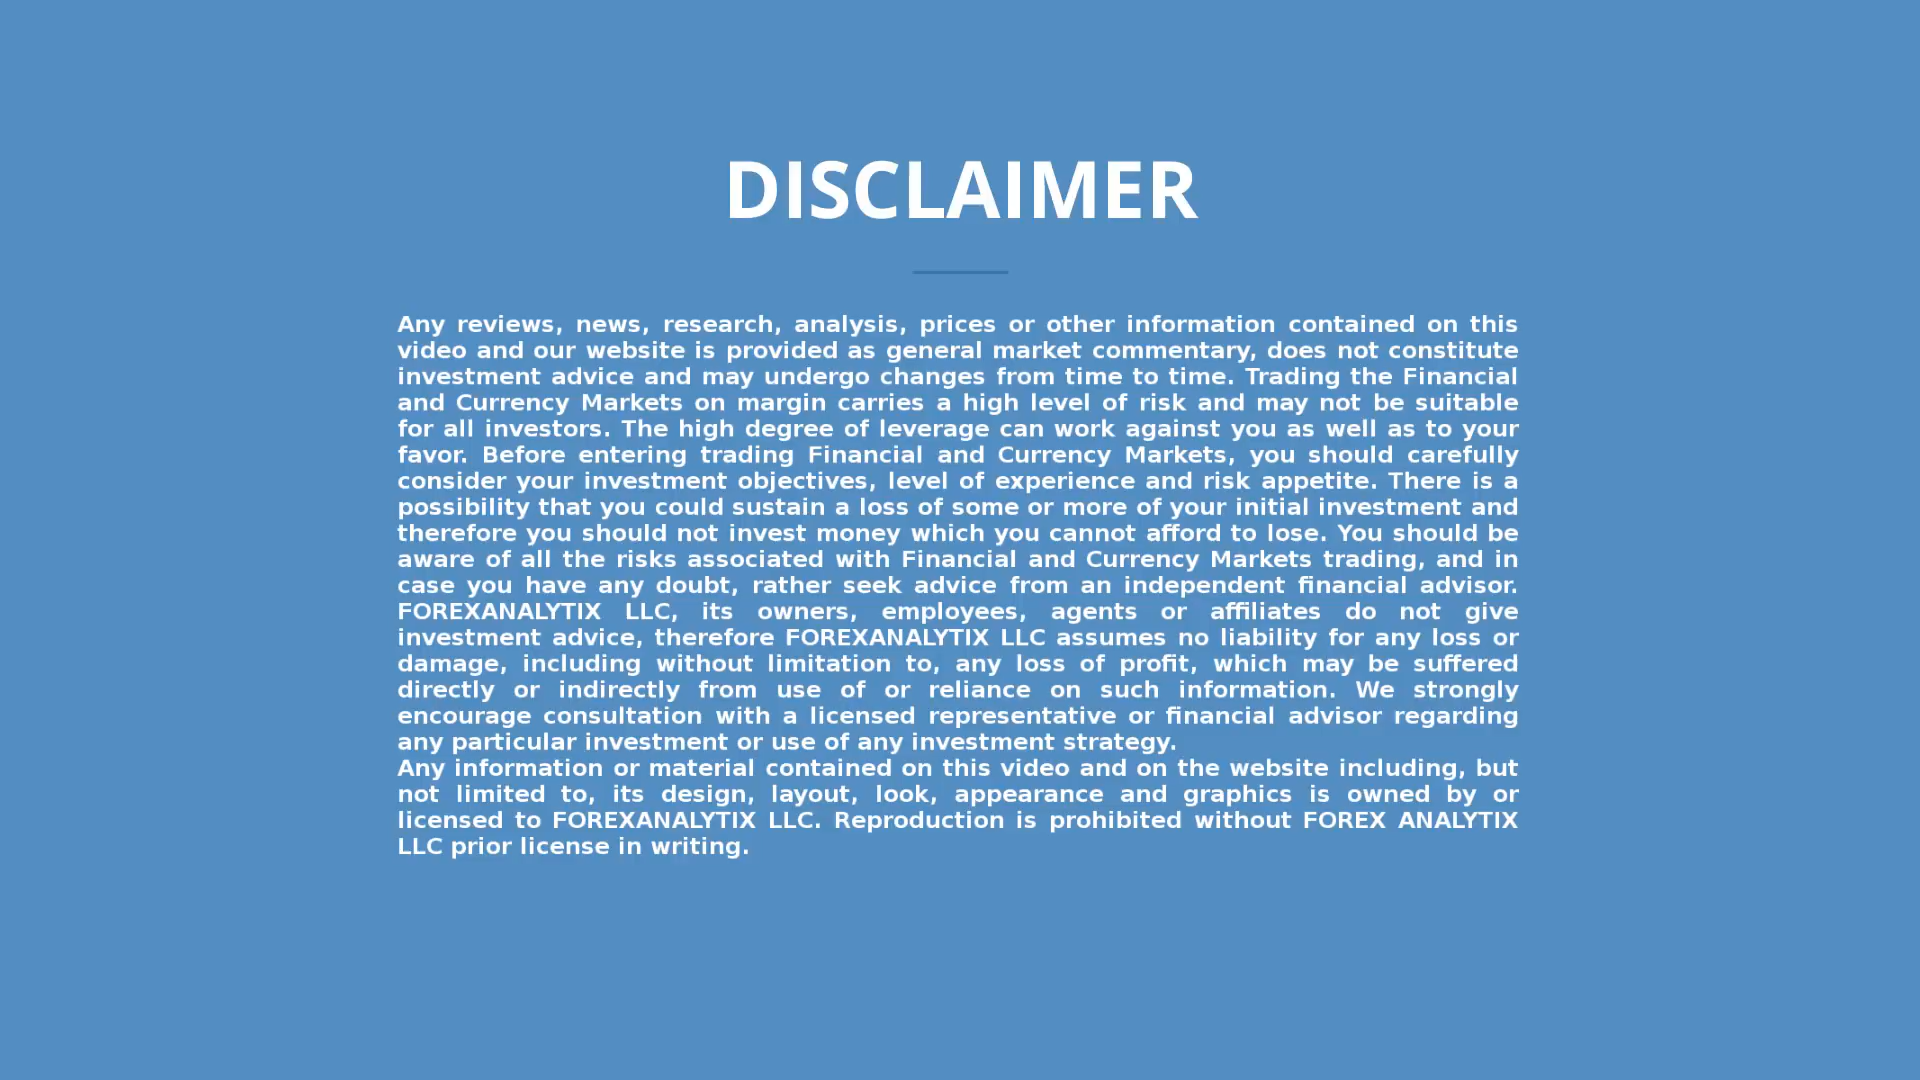 DISCLAIMER
Any reviews, news, research, analysis, prices or other information contained on this
video and our website is provided as general market commentary, does not constitute
investment advice and may undergo changes from time to time. Trading the Financial
and Currency Markets on margin carries a high level of risk and may not be suitable
for all investors. The high degree of leverage can work against you as well as to your
favor. Before entering trading Financial and Currency Markets, you should carefully
consider your investment objectives, level of experience and risk appetite. There is a
possibility that you could sustain a loss of some or more of your initial investment and
therefore you should not invest money which you cannot afford to lose. You should be
aware of all the risks associated with Financial and Currency Markets trading, and in
case you have any doubt, rather seek advice from an independent financial advisor.
FOREXANALYTIX LLC, its owners, employees, agents or affiliates do not give
investment advice, therefore FOREXANALYTIX LLC assumes no liability for any loss or
damage, including without limitation to, any loss of profit, which may be suffered
directly or indirectly from use of or reliance on such information. We strongly
encourage consultation with a licensed representative or financial advisor regarding
any particular investment or use of any investment strategy.
Any information or material contained on this video and on the website including, but
not limited to, its design, layout, look, appearance and graphics is owned by or
licensed to FOREXANALYTIX LLC. Reproduction is prohibited without FOREX ANALYTIX
LLC prior license in writing.